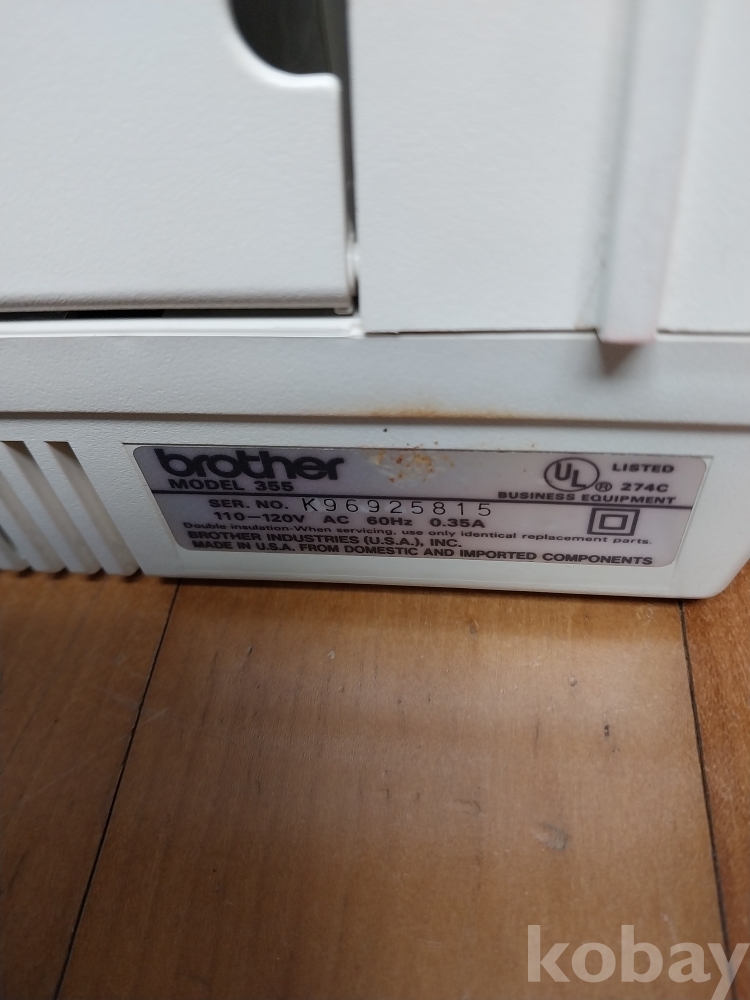 brother
MODEL 355
UL ® LISTED
274C
BUSINESS EQUIPMENT
SER. NO. K96925815
110-120V AC 60Hz 0.35A
Double insulation-When servicing, use only identical replacement parts.
BROTHER INDUSTRIES (U.S.A.), INC.
MADE IN U.S.A. FROM DOMESTIC AND IMPORTED COMPONENTS
kobay